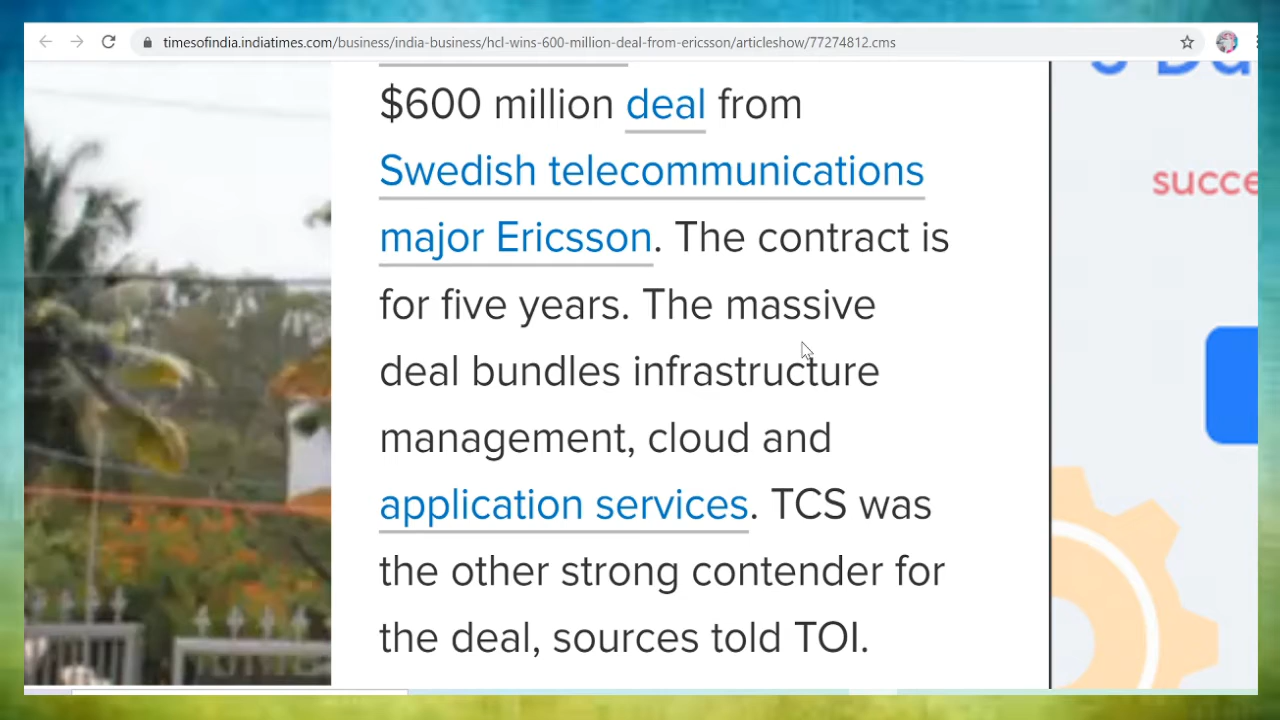 timesofindia.indiatimes.com/business/india-business/hcl-wins-600-million-deal-from-ericsson/articleshow/77274812.cms
$600 million deal from
Swedish telecommunications
major Ericsson. The contract is
for five years. The massive
deal bundles infrastructure
management, cloud and
application services. TCS was
the other strong contender for
the deal, sources told TOI.
succe